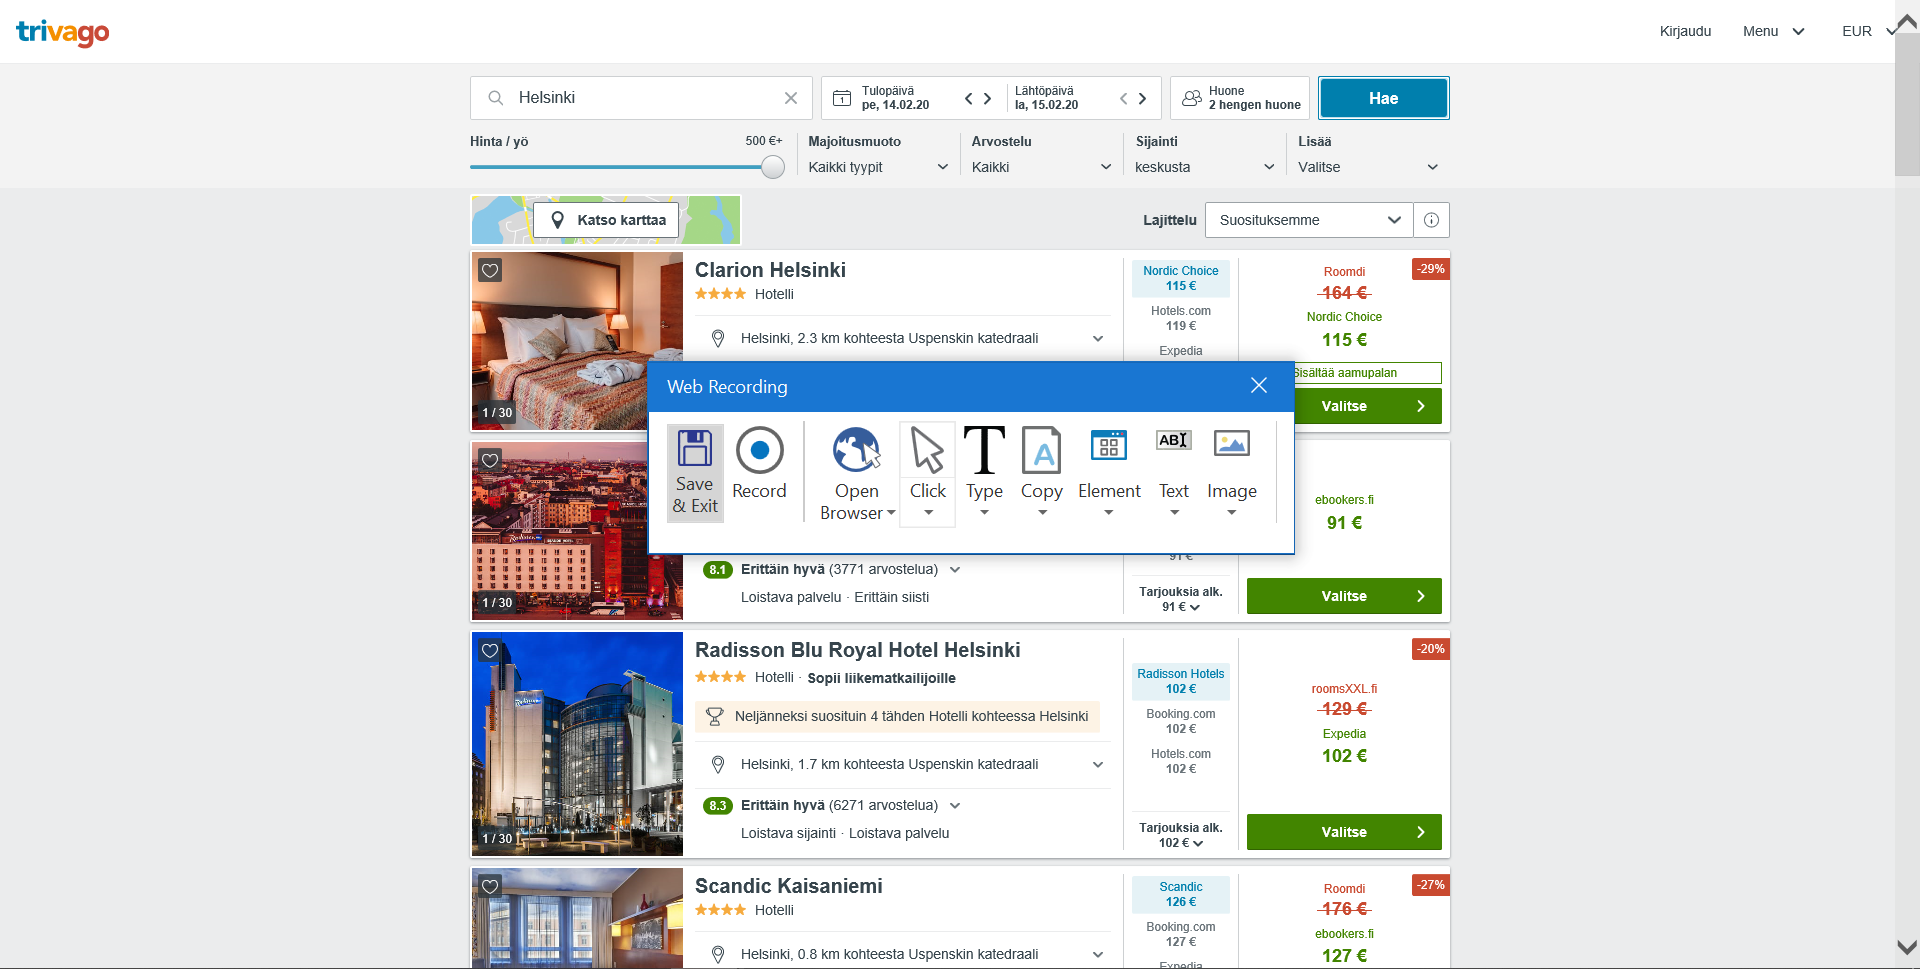 trivago
Kirjaudu
Menu
EUR
Helsinki
1
Tulopäivä
pe, 14.02.20
Lähtöpäivä
la, 15.02.20
Huone
2 hengen huone
Hae
Hinta / yö
500 €+
Majoitusmuoto
Kaikki tyypit
Arvostelu
Kaikki
Sijainti
keskusta
Lisää
Valitse
Katso karttaa
Lajittelu
Suosituksemme
1 / 30
Clarion Helsinki
Hotelli
Helsinki, 2.3 km kohteesta Uspenskin katedraali
Nordic Choice
115 €
Hotels.com
119 €
Expedia
-29%
Roomdi
164 €
Nordic Choice
115 €
Sisältää aamupalan
Valitse
Web Recording
Save
& Exit
Record
Open
Browser
Click
T
Type
A
Copy
Element
ABI
Text
Image
1 / 30
8.1 Erittäin hyvä (3771 arvostelua)
Loistava palvelu · Erittäin siisti
91 €
Tarjouksia alk.
91 €
ebookers.fi
91 €
Valitse
1 / 30
Radisson Blu Royal Hotel Helsinki
Hotelli · Sopii liikematkailijoille
Neljänneksi suosituin 4 tähden Hotelli kohteessa Helsinki
Helsinki, 1.7 km kohteesta Uspenskin katedraali
8.3 Erittäin hyvä (6271 arvostelua)
Loistava sijainti · Loistava palvelu
Radisson Hotels
102 €
Booking.com
102 €
Hotels.com
102 €
Tarjouksia alk.
102 €
-20%
roomsXXL.fi
129 €
Expedia
102 €
Valitse
Scandic Kaisaniemi
Hotelli
Helsinki, 0.8 km kohteesta Uspenskin katedraali
Scandic
126 €
Booking.com
127 €
Expedia
-27%
Roomdi
176 €
ebookers.fi
127 €